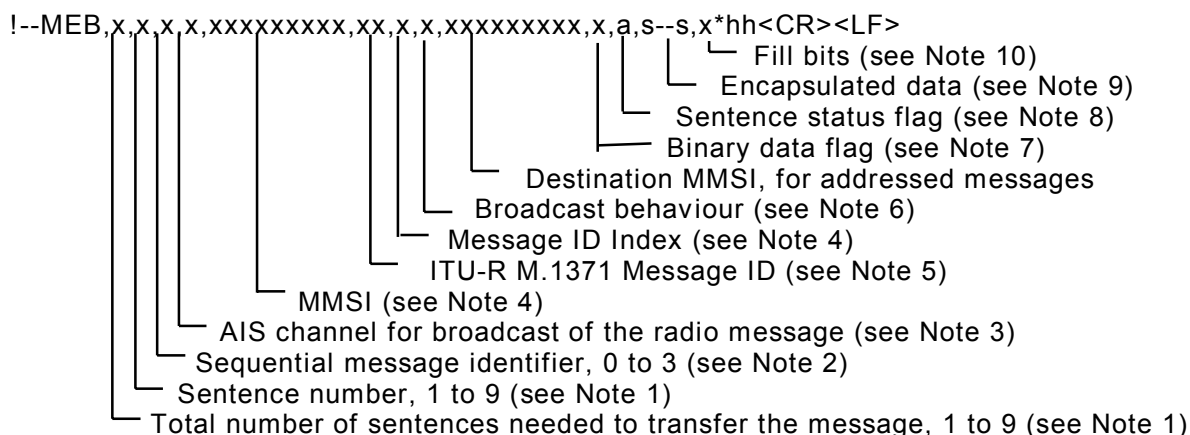 !--MEB,x,x,x,x,xxxxxxxxx,xx,x,x,xxxxxxxxx,x,a,s--s,x*hh<CR><LF>
Fill bits (see Note 10)
Encapsulated data (see Note 9)
Sentence status flag (see Note 8)
Binary data flag (see Note 7)
Destination MMSI, for addressed messages
Broadcast behaviour (see Note 6)
Message ID Index (see Note 4)
ITU-R M.1371 Message ID (see Note 5)
MMSI (see Note 4)
AIS channel for broadcast of the radio message (see Note 3)
Sequential message identifier, 0 to 3 (see Note 2)
Sentence number, 1 to 9 (see Note 1)
Total number of sentences needed to transfer the message, 1 to 9 (see Note 1)